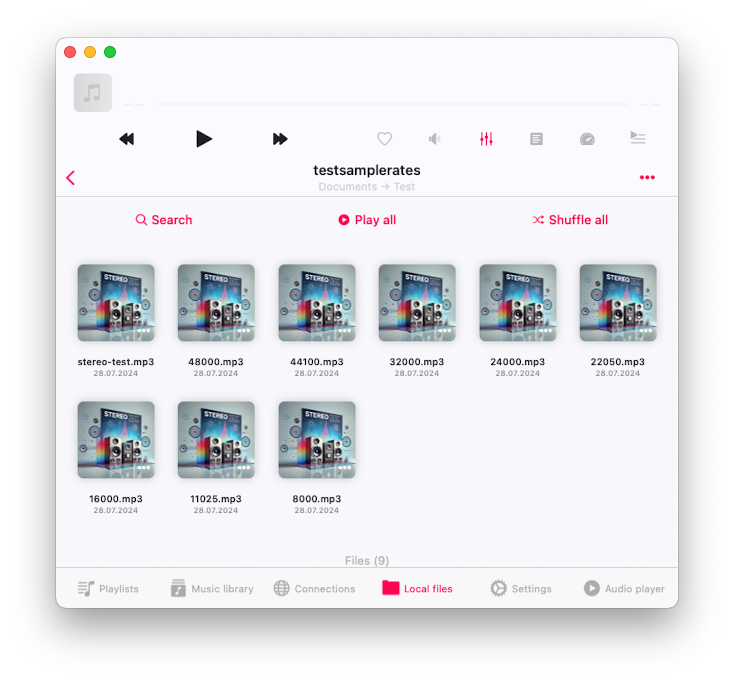 --:--
--:--
testsamplerates
Documents → Test
Search
Play all
Shuffle all
STEREO
STEREO
STEREO
STEREO
STEREO
STEREO
stereo-test.mp3
48000.mp3
44100.mp3
32000.mp3
24000.mp3
22050.mp3
28.07.2024
28.07.2024
28.07.2024
28.07.2024
28.07.2024
28.07.2024
STEREO
STEREO
STEREO
16000.mp3
11025.mp3
8000.mp3
28.07.2024
28.07.2024
28.07.2024
Files (9)
Playlists
Music library
Connections
Local files
Settings
Audio player